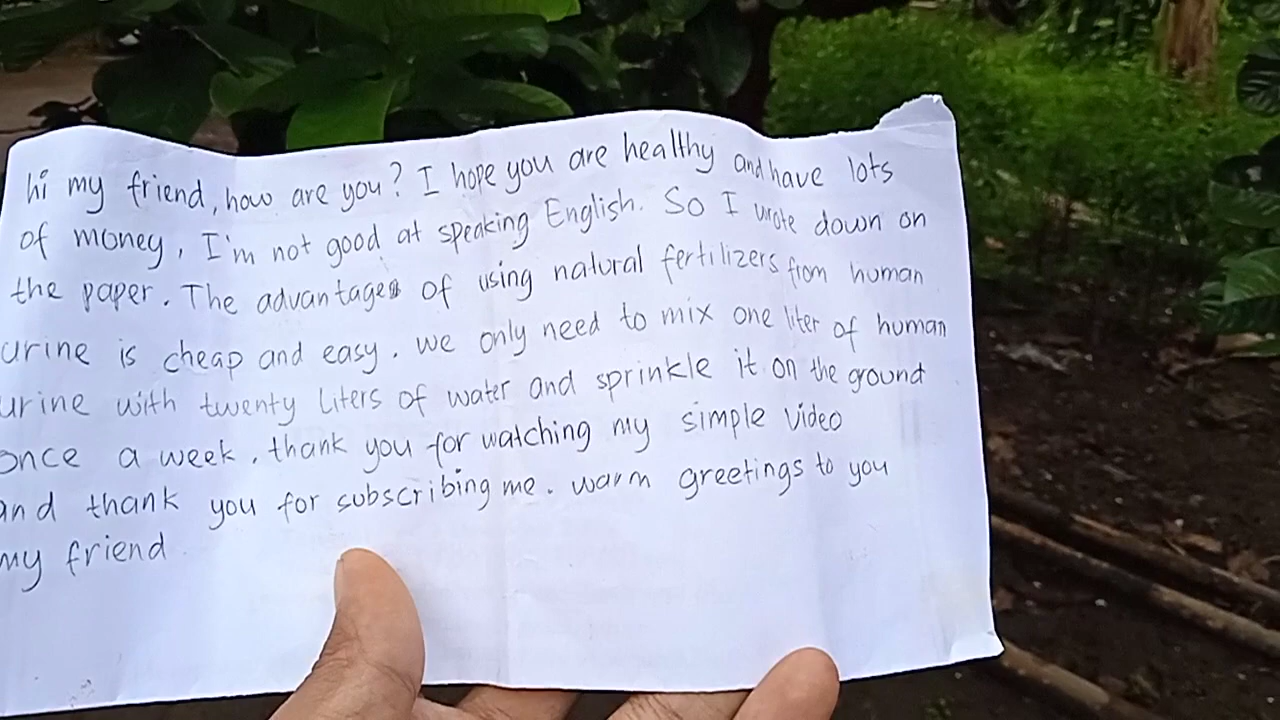 hi my friend, how are you? I hope you are healthy and have lots
of money, I'm not good at speaking English. So I wrote down on
the paper. The advantages of using natural fertilizers from human
urine is cheap and easy. we only need to mix one liter of human
urine with twenty liters of water and sprinkle it on the ground
once a week. thank you for watching my simple video
and thank you for subscribing me. warm greetings to you
my friend